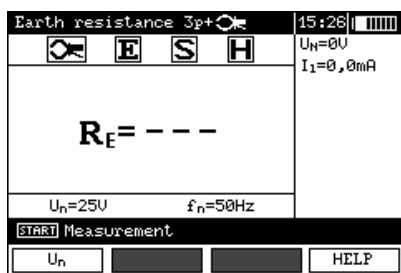 Earth resistance 3p+ 15:26
E S H
UN=0V
I1=0,0mA
RE= - - -
Un=25V fn=50Hz
START Measurement
Un HELP